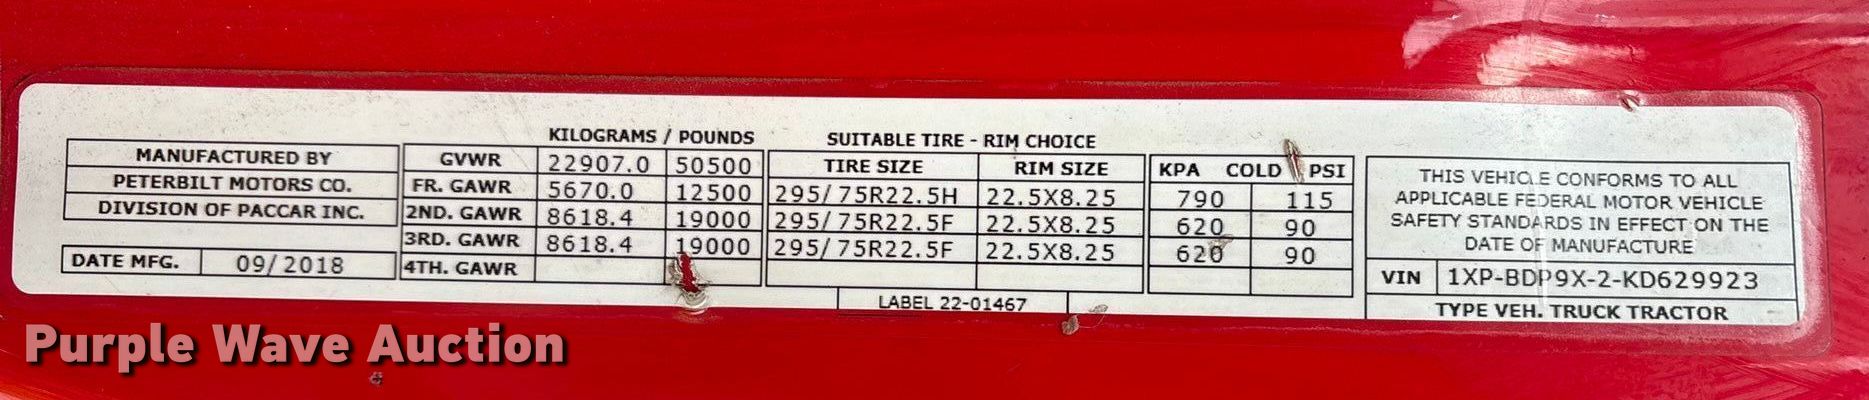 KILOGRAMS / POUNDS SUITABLE TIRE - RIM CHOICE
MANUFACTURED BY
PETERBILT MOTORS CO.
DIVISION OF PACCAR INC.
DATE MFG. 09/2018
GVWR 22907.0 50500 TIRE SIZE RIM SIZE KPA COLD PSI
FR. GAWR 5670.0 12500 295/75R22.5H 22.5X8.25 790 115
2ND. GAWR 8618.4 19000 295/75R22.5F 22.5X8.25 620 90
3RD. GAWR 8618.4 19000 295/75R22.5F 22.5X8.25 620 90
4TH. GAWR
LABEL 22-01467
THIS VEHICLE CONFORMS TO ALL
APPLICABLE FEDERAL MOTOR VEHICLE
SAFETY STANDARDS IN EFFECT ON THE
DATE OF MANUFACTURE
VIN 1XP-BDP9X-2-KD629923
TYPE VEH. TRUCK TRACTOR
Purple Wave Auction